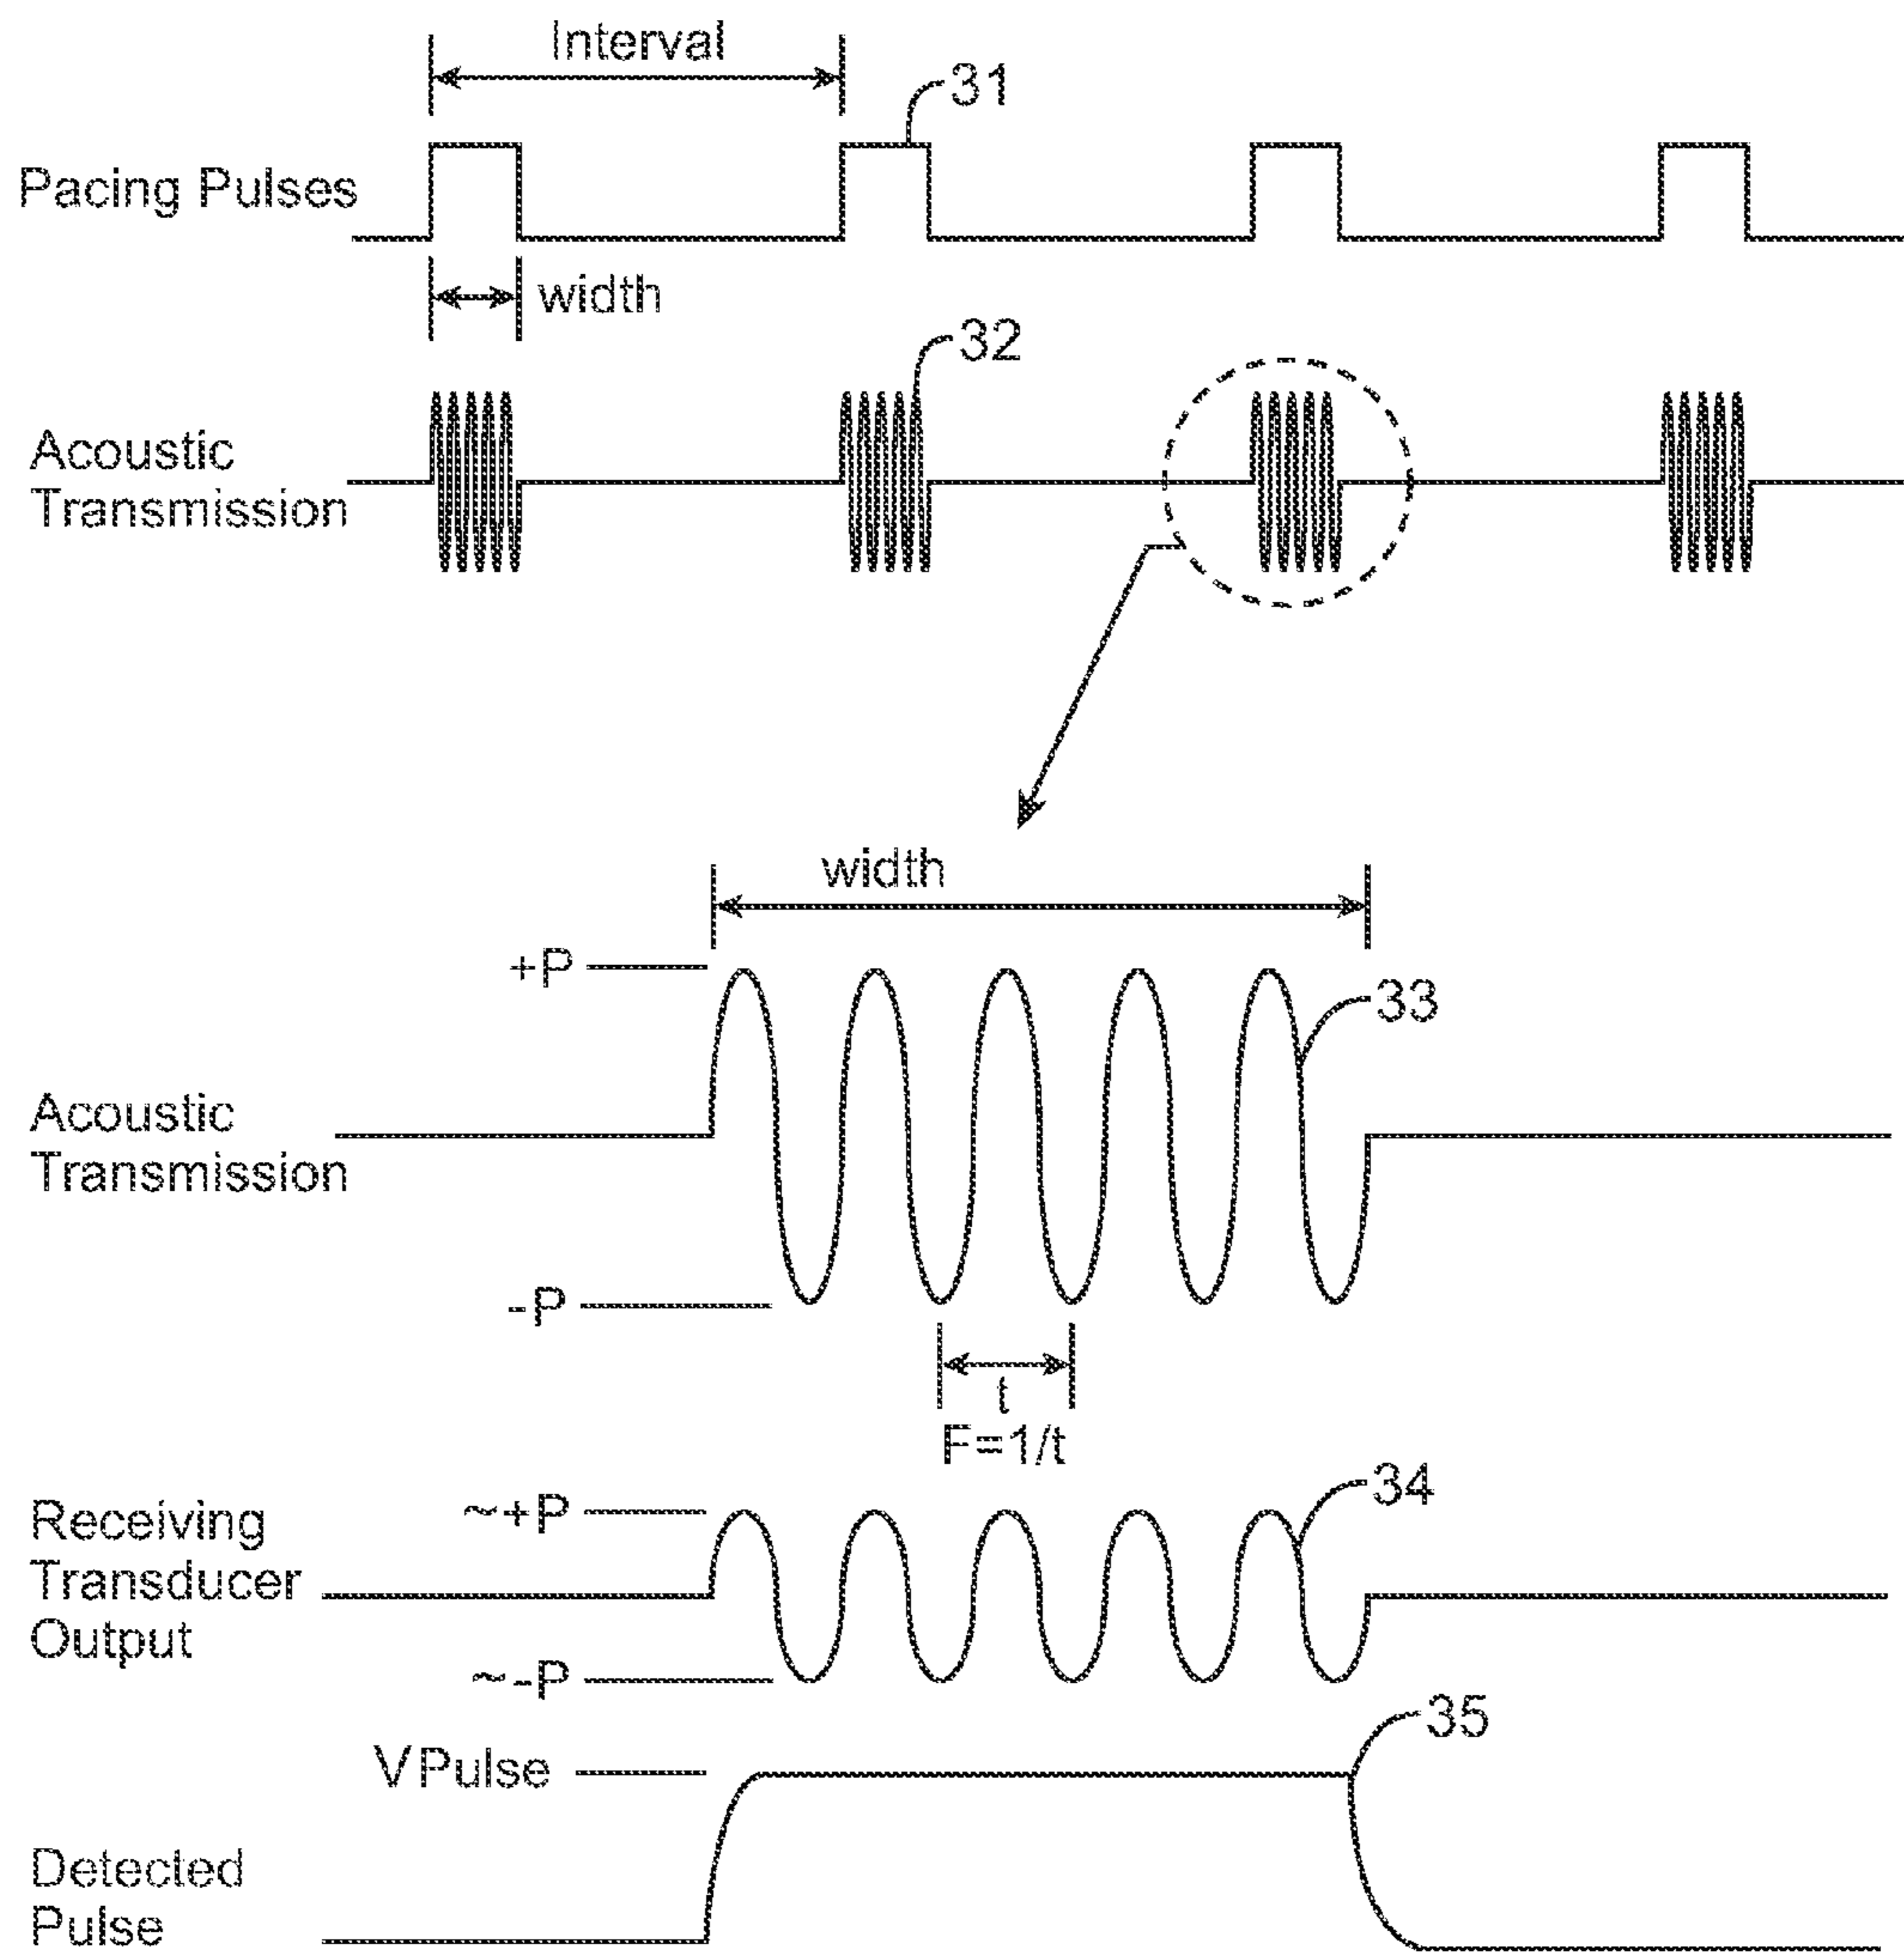 Interval
31
Pacing Pulses
width
32
Acoustic
Transmission
width
+P
33
Acoustic
Transmission
-P
t
F=1/t
34
~+P
Receiving
Transducer
Output
~-P
35
V Pulse
Detected
Pulse